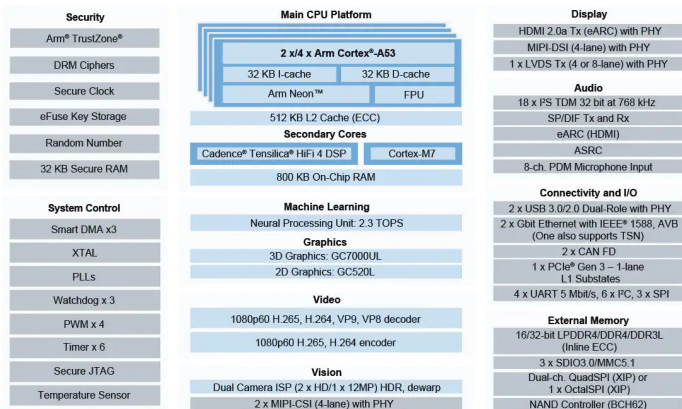 Security
Arm® TrustZone®
DRM Ciphers
Secure Clock
eFuse Key Storage
Random Number
32 KB Secure RAM
System Control
Smart DMA x3
XTAL
PLLs
Watchdog x 3
PWM x 4
Timer x 6
Secure JTAG
Temperature Sensor
Main CPU Platform
2 x/4 x Arm Cortex®-A53
32 KB I-cache
32 KB D-cache
Arm Neon™
FPU
512 KB L2 Cache (ECC)
Secondary Cores
Cadence® Tensilica® HiFi 4 DSP
Cortex-M7
800 KB On-Chip RAM
Machine Learning
Neural Processing Unit: 2.3 TOPS
Graphics
3D Graphics: GC7000UL
2D Graphics: GC520L
Video
1080p60 H.265, H.264, VP9, VP8 decoder
1080p60 H.265, H.264 encoder
Vision
Dual Camera ISP (2 x HD/1 x 12MP) HDR, dewarp
2 x MIPI-CSI (4-lane) with PHY
Display
HDMI 2.0a Tx (eARC) with PHY
MIPI-DSI (4-lane) with PHY
1 x LVDS Tx (4 or 8-lane) with PHY
Audio
18 x I²S TDM 32 bit at 768 kHz
SP/DIF Tx and Rx
eARC (HDMI)
ASRC
8-ch. PDM Microphone Input
Connectivity and I/O
2 x USB 3.0/2.0 Dual-Role with PHY
2 x Gbit Ethernet with IEEE® 1588, AVB
(One also supports TSN)
2 x CAN FD
1 x PCIe® Gen 3 – 1-lane
L1 Substates
4 x UART 5 Mbit/s, 6 x I²C, 3 x SPI
External Memory
16/32-bit LPDDR4/DDR4/DDR3L
(Inline ECC)
3 x SDIO3.0/MMC5.1
Dual-ch. QuadSPI (XIP) or
1 x OctalSPI (XIP)
NAND Controller (BCH62)